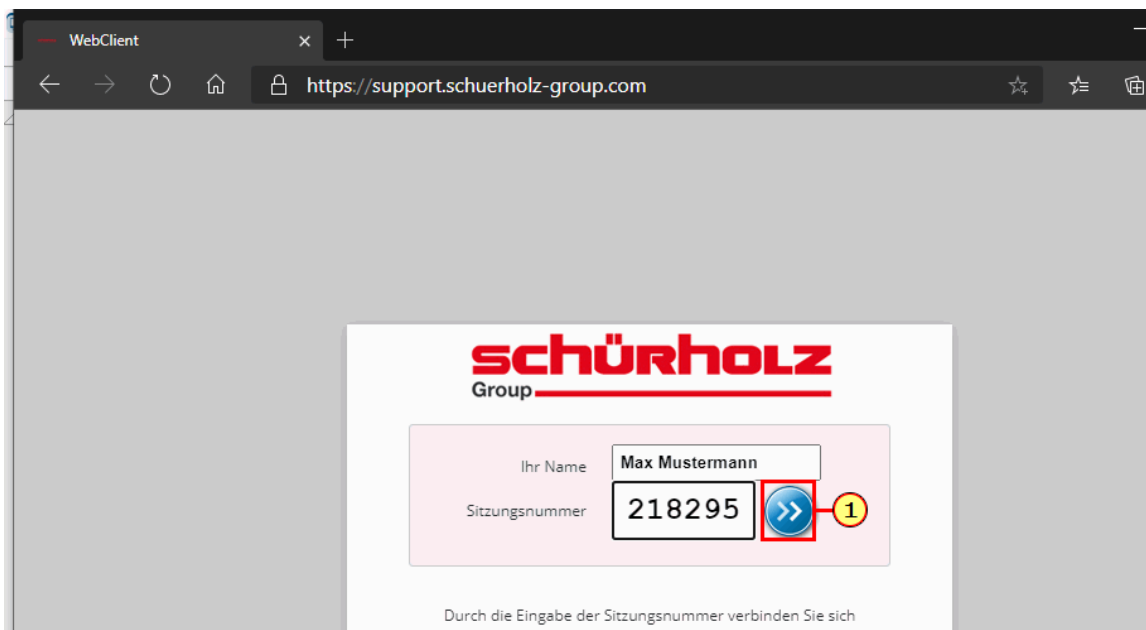 WebClient
https://support.schuerholz-group.com
schürholz
Group
Ihr Name Max Mustermann
Sitzungsnummer 218295 1
Durch die Eingabe der Sitzungsnummer verbinden Sie sich